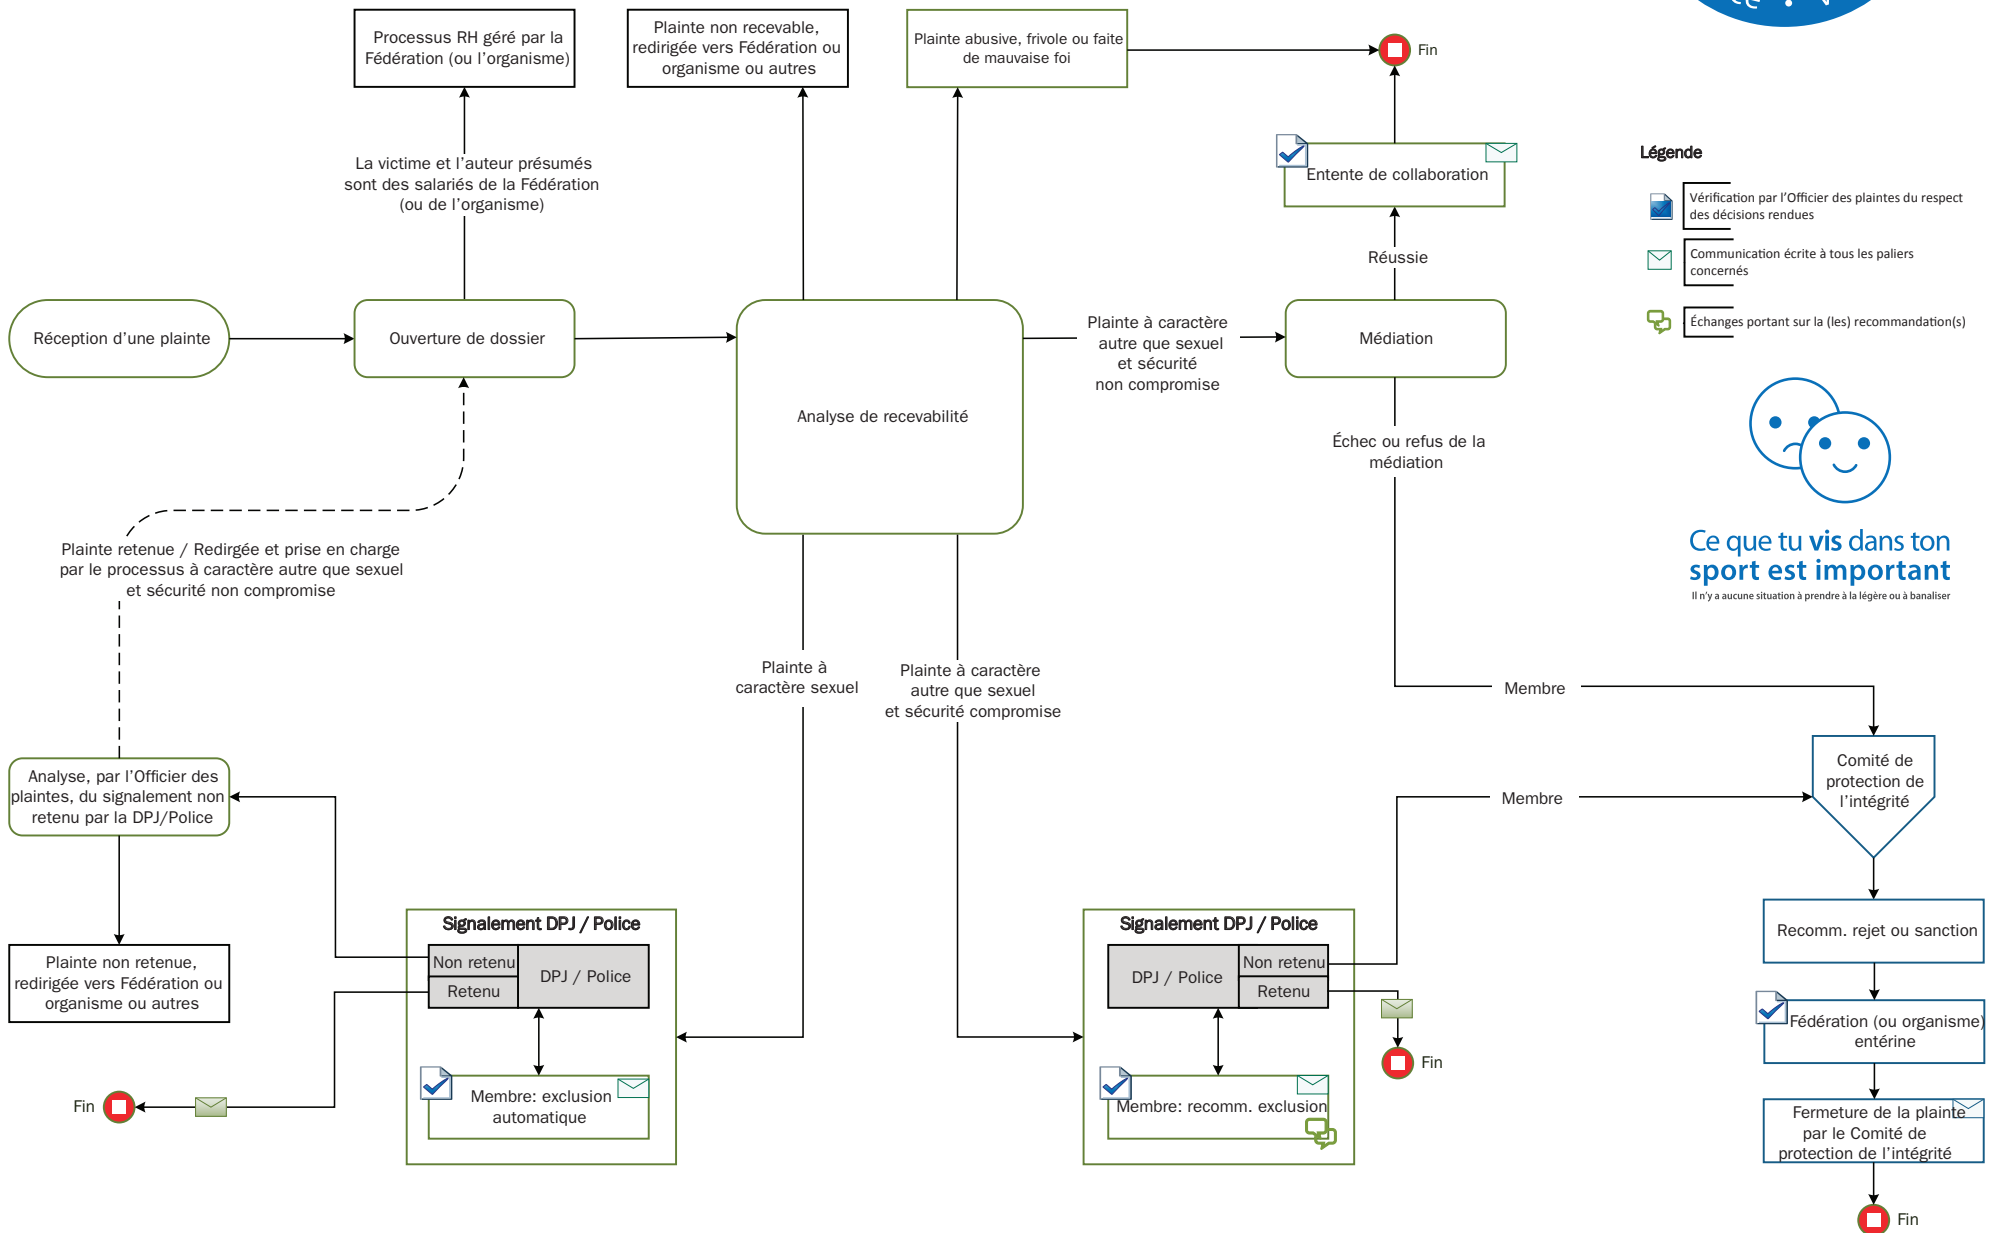 Processus RH géré par la
Fédération (ou l'organisme)
Plainte non recevable,
redirigée vers Fédération ou
organisme ou autres
Plainte abusive, frivole ou faite
de mauvaise foi
Fin
La victime et l'auteur présumés
sont des salariés de la Fédération
(ou de l'organisme)
Entente de collaboration
Réussie
Légende
Vérification par l'Officier des plaintes du respect
des décisions rendues
Communication écrite à tous les paliers
concernés
Échanges portant sur la (les) recommandation(s)
Réception d'une plainte
Ouverture de dossier
Analyse de recevabilité
Plainte à caractère
autre que sexuel
et sécurité
non compromise
Médiation
Échec ou refus de la
médiation
Ce que tu vis dans ton
sport est important
Il n'y a aucune situation à prendre à la légère ou à banaliser
Plainte retenue / Redirgée et prise en charge
par le processus à caractère autre que sexuel
et sécurité non compromise
Plainte à
caractère sexuel
Plainte à caractère
autre que sexuel
et sécurité compromise
Membre
Membre
Comité de
protection de
l'intégrité
Analyse, par l'Officier des
plaintes, du signalement non
retenu par la DPJ/Police
Plainte non retenue,
redirigée vers Fédération ou
organisme ou autres
Signalement DPJ / Police
Non retenu
Retenu
DPJ / Police
Membre: exclusion
automatique
Fin
Signalement DPJ / Police
DPJ / Police
Non retenu
Retenu
Membre: recomm. exclusion
Fin
Recomm. rejet ou sanction
Fédération (ou organisme)
entérine
Fermeture de la plainte
par le Comité de
protection de l'intégrité
Fin